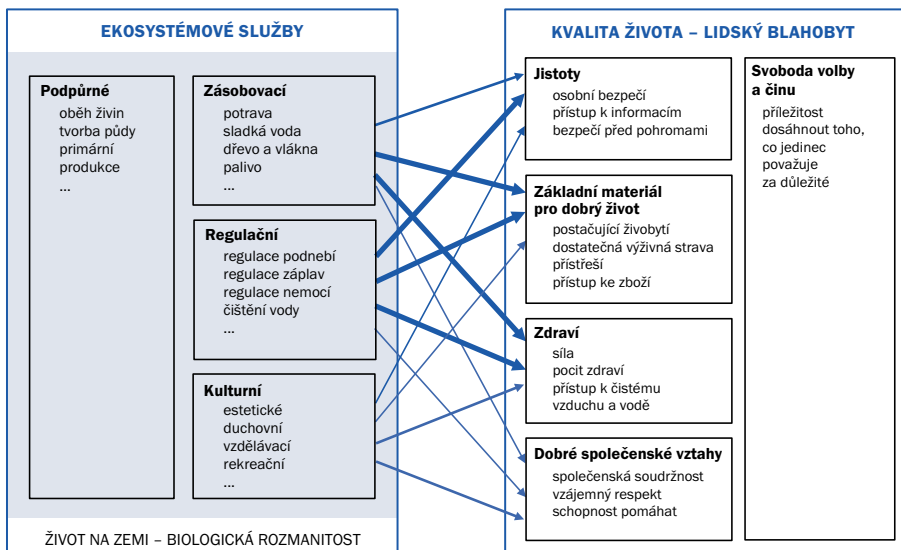 EKOSYSTÉMOVÉ SLUŽBY
Podpůrné
oběh živin
tvorba půdy
primární
produkce
...
Zásobovací
potrava
sladká voda
dřevo a vlákna
palivo
...
Regulační
regulace podnebí
regulace záplav
regulace nemocí
čištění vody
...
Kulturní
estetické
duchovní
vzdělávací
rekreační
...
ŽIVOT NA ZEMI – BIOLOGICKÁ ROZMANITOST
KVALITA ŽIVOTA – LIDSKÝ BLAHOBYT
Jistoty
osobní bezpečí
přístup k informacím
bezpečí před pohromami
Základní materiál
pro dobrý život
postačující živobytí
dostatečná výživná strava
přístřeší
přístup ke zboží
Zdraví
síla
pocit zdraví
přístup k čistému
vzduchu a vodě
Dobré společenské vztahy
společenská soudržnost
vzájemný respekt
schopnost pomáhat
Svoboda volby
a činu
příležitost
dosáhnout toho,
co jedinec
považuje
za důležité